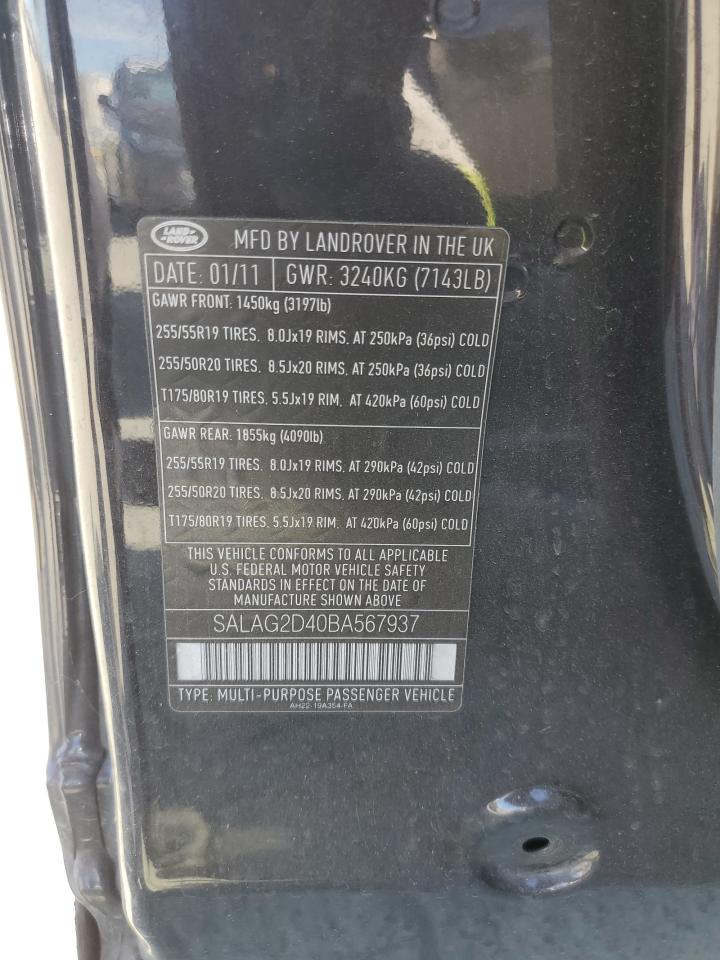 LAND
ROVER
MFD BY LANDROVER IN THE UK
DATE: 01/11 GWR: 3240KG (7143LB)
GAWR FRONT: 1450kg (3197lb)
255/55R19 TIRES. 8.0Jx19 RIMS. AT 250kPa (36psi) COLD
255/50R20 TIRES. 8.5Jx20 RIMS. AT 250kPa (36psi) COLD
T175/80R19 TIRES. 5.5Jx19 RIM. AT 420kPa (60psi) COLD
GAWR REAR: 1855kg (4090lb)
255/55R19 TIRES. 8.0Jx19 RIMS. AT 290kPa (42psi) COLD
255/50R20 TIRES. 8.5Jx20 RIMS. AT 290kPa (42psi) COLD
T175/80R19 TIRES. 5.5Jx19 RIM. AT 420kPa (60psi) COLD
THIS VEHICLE CONFORMS TO ALL APPLICABLE
U.S. FEDERAL MOTOR VEHICLE SAFETY
STANDARDS IN EFFECT ON THE DATE OF
MANUFACTURE SHOWN ABOVE
SALAG2D40BA567937
TYPE: MULTI-PURPOSE PASSENGER VEHICLE
AH22-19A354-FA